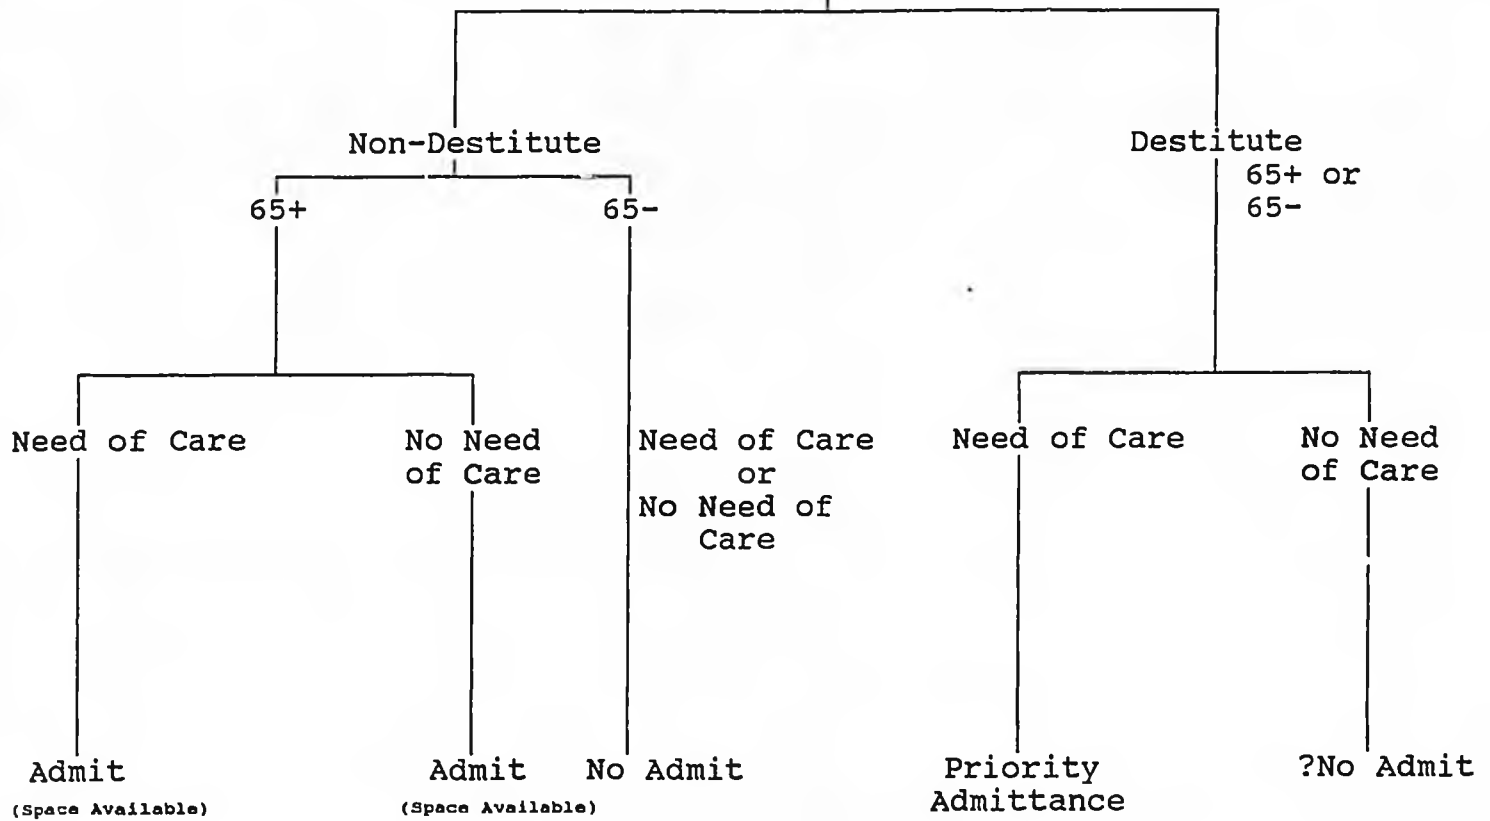 Non-Destitute
Destitute
65+ or
65-
65+
65-
Need of Care
No Need
of Care
Need of Care
or
No Need of
Care
Need of Care
No Need
of Care
Admit
(Space Available)
Admit
(Space Available)
No Admit
Priority
Admittance
?No Admit